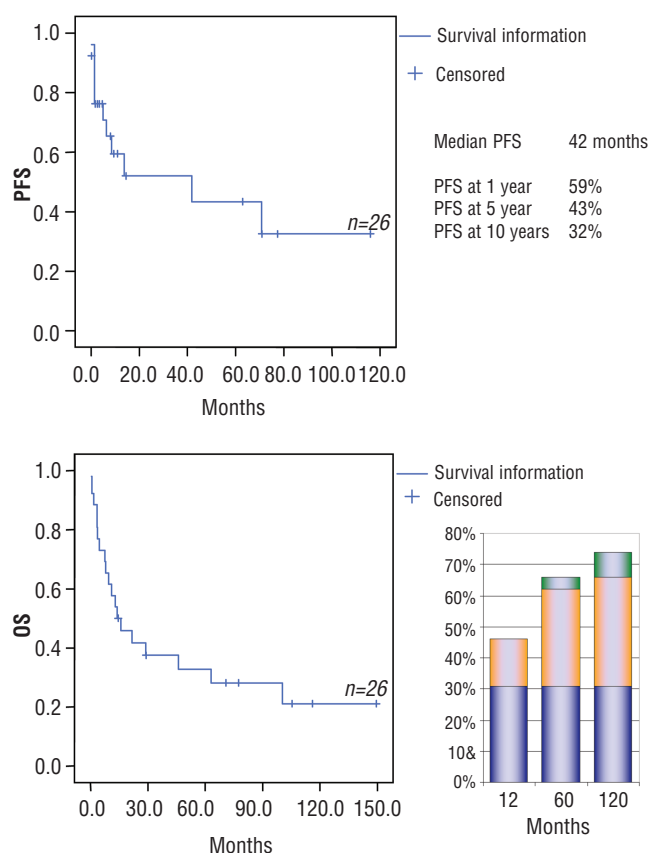 1.0
0.8
0.6
0.4
0.2
0.0
PFS
n=26
0.0 20.0 40.0 60.0 80.0 100.0 120.0
Months
Survival information
Censored
Median PFS 42 months
PFS at 1 year 59%
PFS at 5 year 43%
PFS at 10 years 32%
1.0
0.8
0.6
0.4
0.2
0.0
OS
n=26
0.0 30.0 60.0 90.0 120.0 150.0
Months
Survival information
Censored
80%
70%
60%
50%
40%
30%
20%
10&
0%
12 60 120
Months